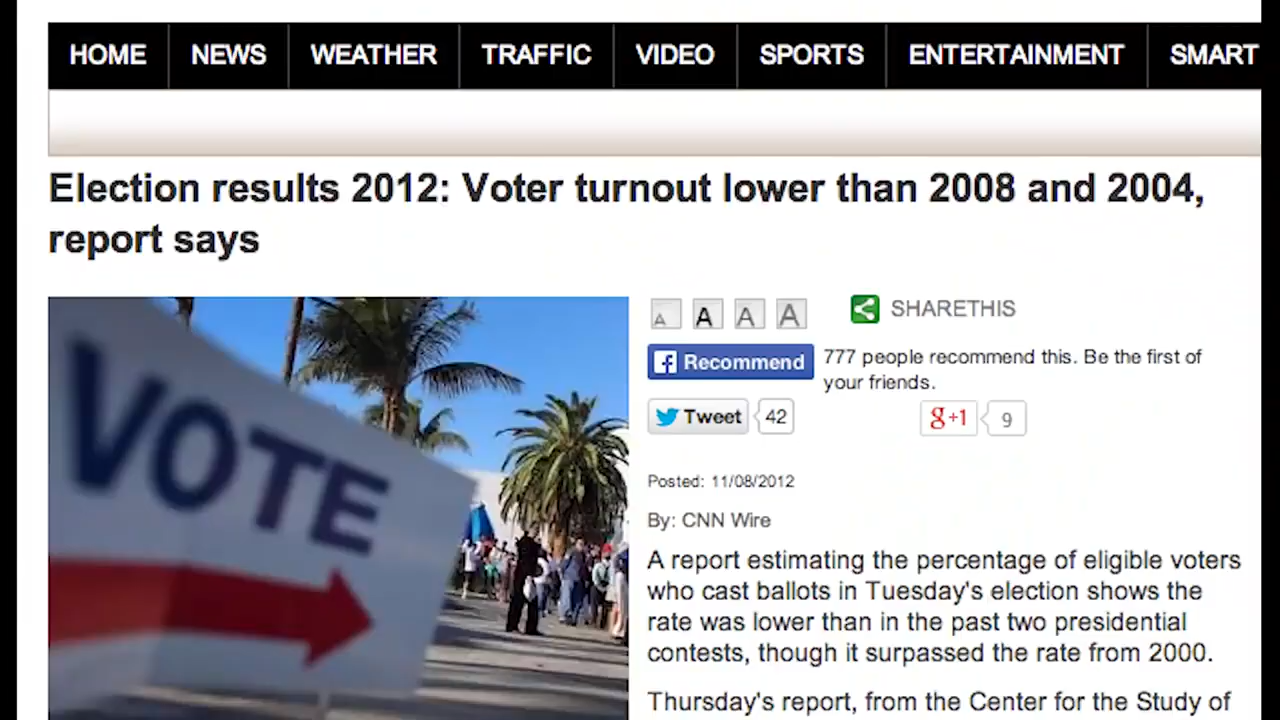 HOME NEWS WEATHER TRAFFIC VIDEO SPORTS ENTERTAINMENT SMART
Election results 2012: Voter turnout lower than 2008 and 2004,
report says
VOTE
A A A A SHARETHIS
Recommend 777 people recommend this. Be the first of
your friends.
Tweet 42 g+1 9
Posted: 11/08/2012
By: CNN Wire
A report estimating the percentage of eligible voters
who cast ballots in Tuesday's election shows the
rate was lower than in the past two presidential
contests, though it surpassed the rate from 2000.
Thursday's report, from the Center for the Study of